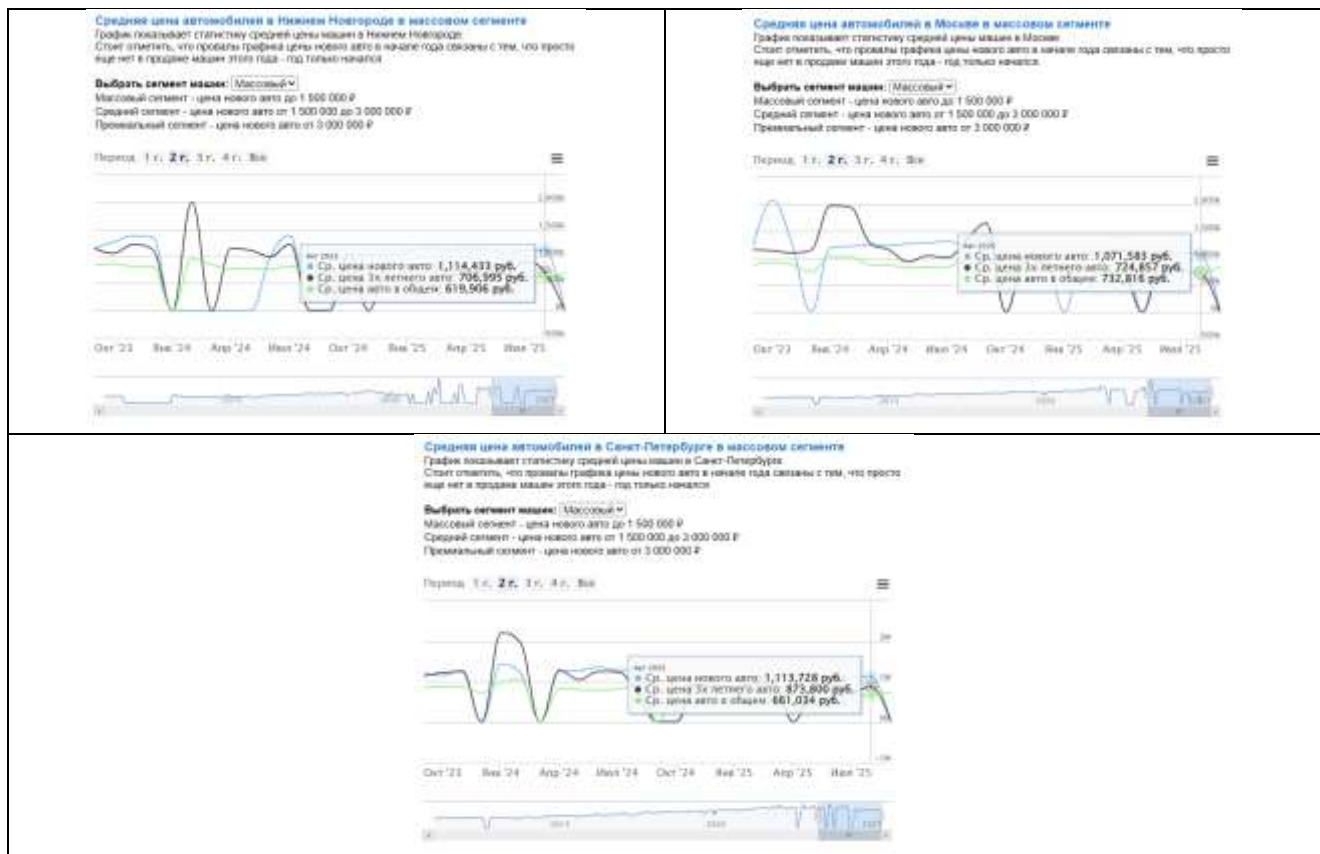 Средняя цена автомобилей в Нижнем Новгороде в массовом сегменте
График показывает статистику средней цены машин в Нижнем Новгороде
Стоит отметить, что провалы графика цены нового авто в начале года связаны с тем, что просто
еще нет в продаже машин этого года - год только начался
Выбрать сегмент машин: Массовый
Массовый сегмент - цена нового авто до 1 500 000 ₽
Средний сегмент - цена нового авто от 1 500 000 до 3 000 000 ₽
Премиальный сегмент - цена нового авто от 3 000 000 ₽
Период 1 г. 2 г. 3 г. 4 г. Все
Ср. цена нового авто: 1,114,433 руб.
Ср. цена 3х летнего авто: 706,995 руб.
Ср. цена авто в общем: 619,906 руб.
Окт '23 Янв '24 Апр '24 Июл '24 Окт '24 Янв '25 Апр '25 Июл '25
Средняя цена автомобилей в Москве в массовом сегменте
График показывает статистику средней цены машин в Москве
Стоит отметить, что провалы графика цены нового авто в начале года связаны с тем, что просто
еще нет в продаже машин этого года - год только начался
Выбрать сегмент машин: Массовый
Массовый сегмент - цена нового авто до 1 500 000 ₽
Средний сегмент - цена нового авто от 1 500 000 до 3 000 000 ₽
Премиальный сегмент - цена нового авто от 3 000 000 ₽
Период 1 г. 2 г. 3 г. 4 г. Все
Ср. цена нового авто: 1,071,583 руб.
Ср. цена 3х летнего авто: 724,857 руб.
Ср. цена авто в общем: 732,816 руб.
Окт '23 Янв '24 Апр '24 Июл '24 Окт '24 Янв '25 Апр '25 Июл '25
Средняя цена автомобилей в Санкт-Петербурге в массовом сегменте
График показывает статистику средней цены машин в Санкт-Петербурге
Стоит отметить, что провалы графика цены нового авто в начале года связаны с тем, что просто
еще нет в продаже машин этого года - год только начался
Выбрать сегмент машин: Массовый
Массовый сегмент - цена нового авто до 1 500 000 ₽
Средний сегмент - цена нового авто от 1 500 000 до 3 000 000 ₽
Премиальный сегмент - цена нового авто от 3 000 000 ₽
Период 1 г. 2 г. 3 г. 4 г. Все
Ср. цена нового авто: 1,113,728 руб.
Ср. цена 3х летнего авто: 873,800 руб.
Ср. цена авто в общем: 661,034 руб.
Окт '23 Янв '24 Апр '24 Июл '24 Окт '24 Янв '25 Апр '25 Июл '25